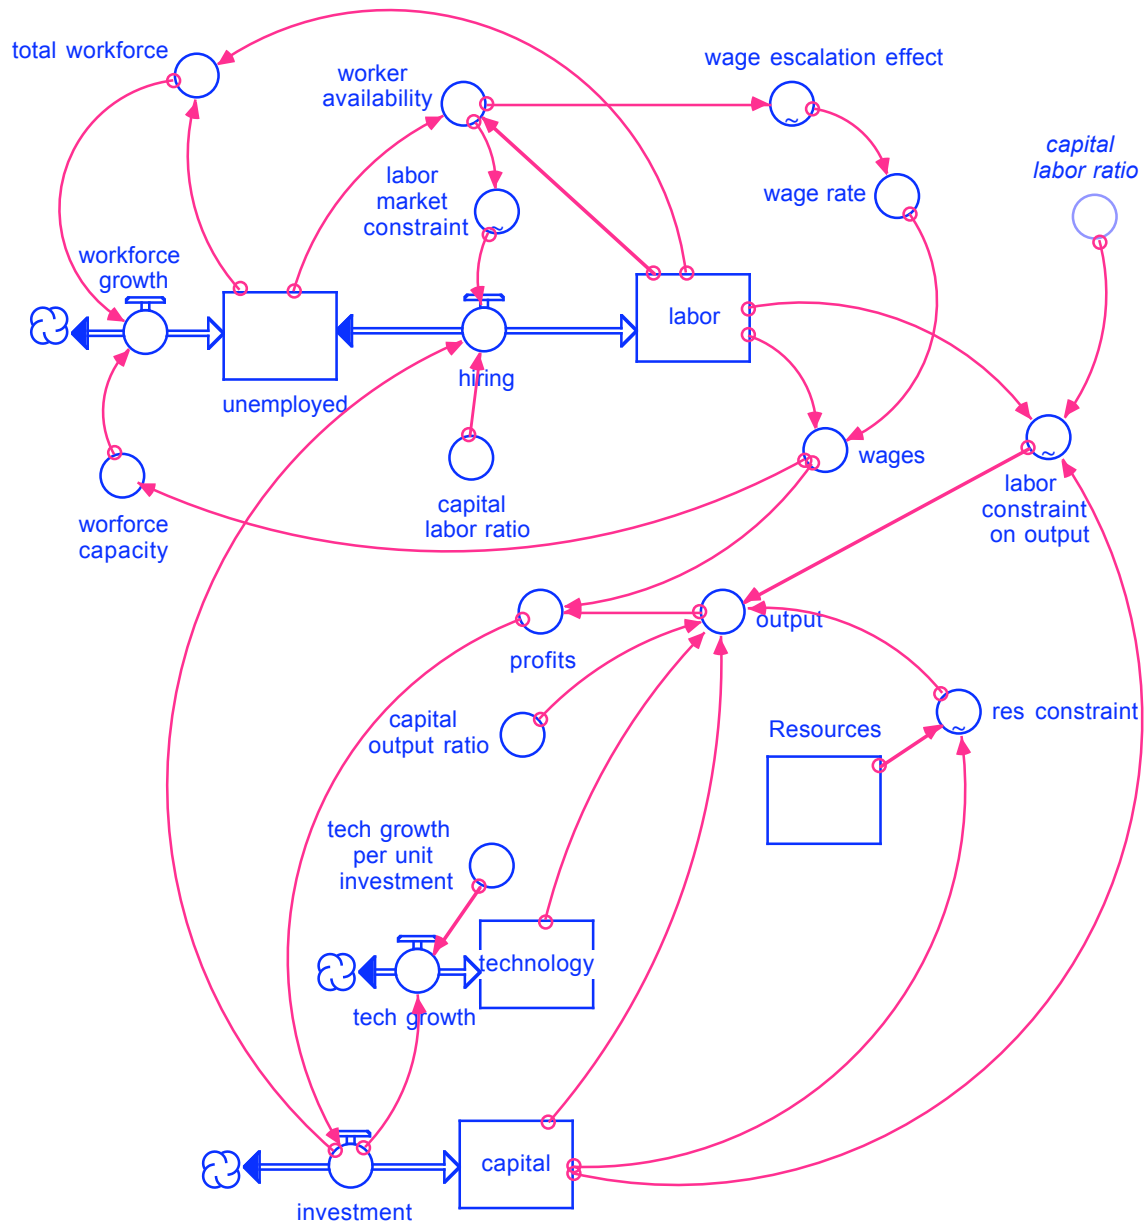 total workforce
worker
availability
wage escalation effect
capital
labor ratio
labor
market
constraint
wage rate
workforce
growth
labor
hiring
unemployed
wages
capital
labor ratio
labor
constraint
on output
worforce
capacity
output
profits
capital
output ratio
Resources
res constraint
tech growth
per unit
investment
technology
tech growth
capital
investment